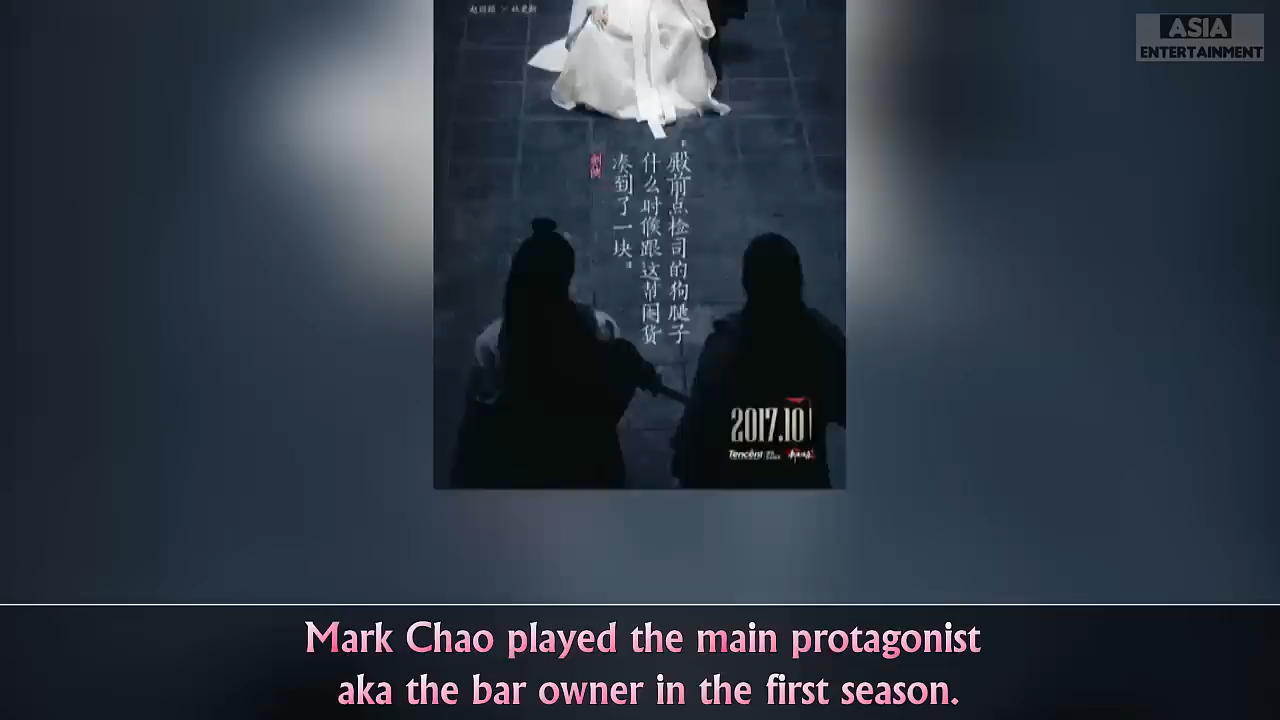 ASIA
ENTERTAINMENT
"殿前点检司的狗腿子
什么时候跟这帮闲货
凑到了一块"
2017.10
Tencent
Mark Chao played the main protagonist
aka the bar owner in the first season.